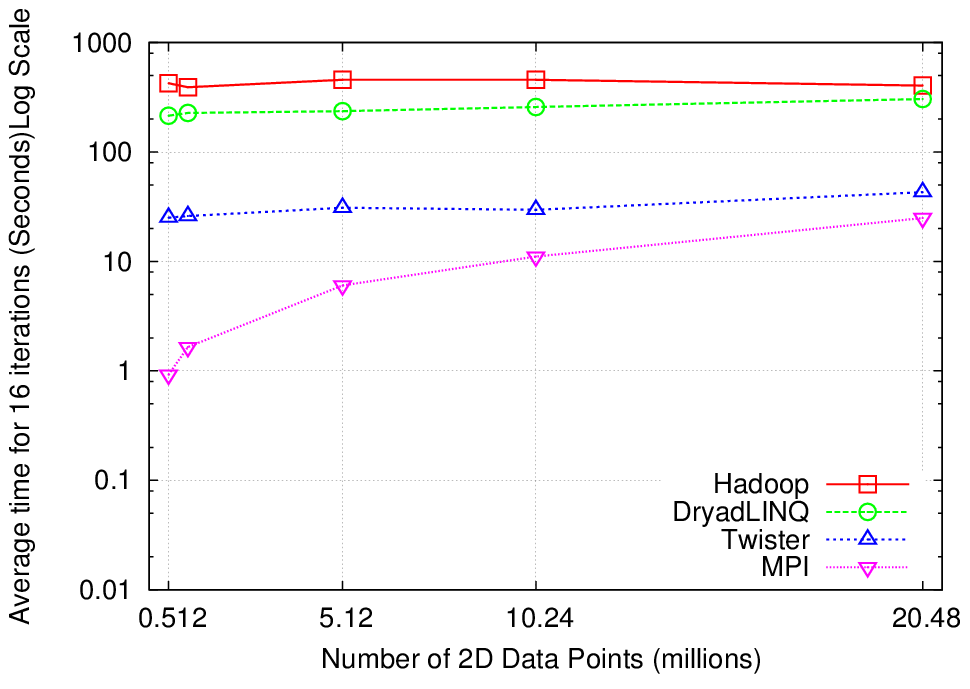 Average time for 16 iterations (Seconds)Log Scale
1000
100
10
1
0.1
0.01
0.512 5.12 10.24 20.48
Number of 2D Data Points (millions)
Hadoop
DryadLINQ
Twister
MPI